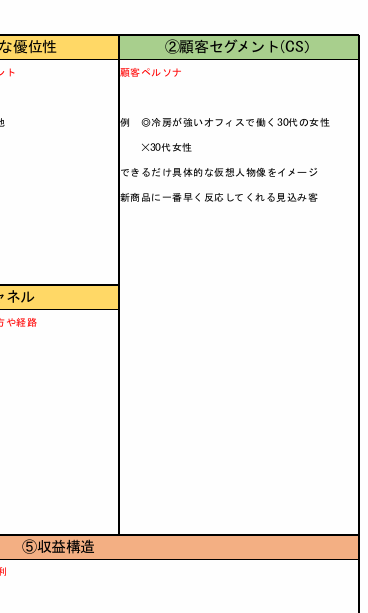 な優位性
ント
他
②顧客セグメント(CS)
顧客ペルソナ
例　◎冷房が強いオフィスで働く30代の女性
×30代女性
できるだけ具体的な仮想人物像をイメージ
新商品に一番早く反応してくれる見込み客
ャネル
方や経路
⑤収益構造
利